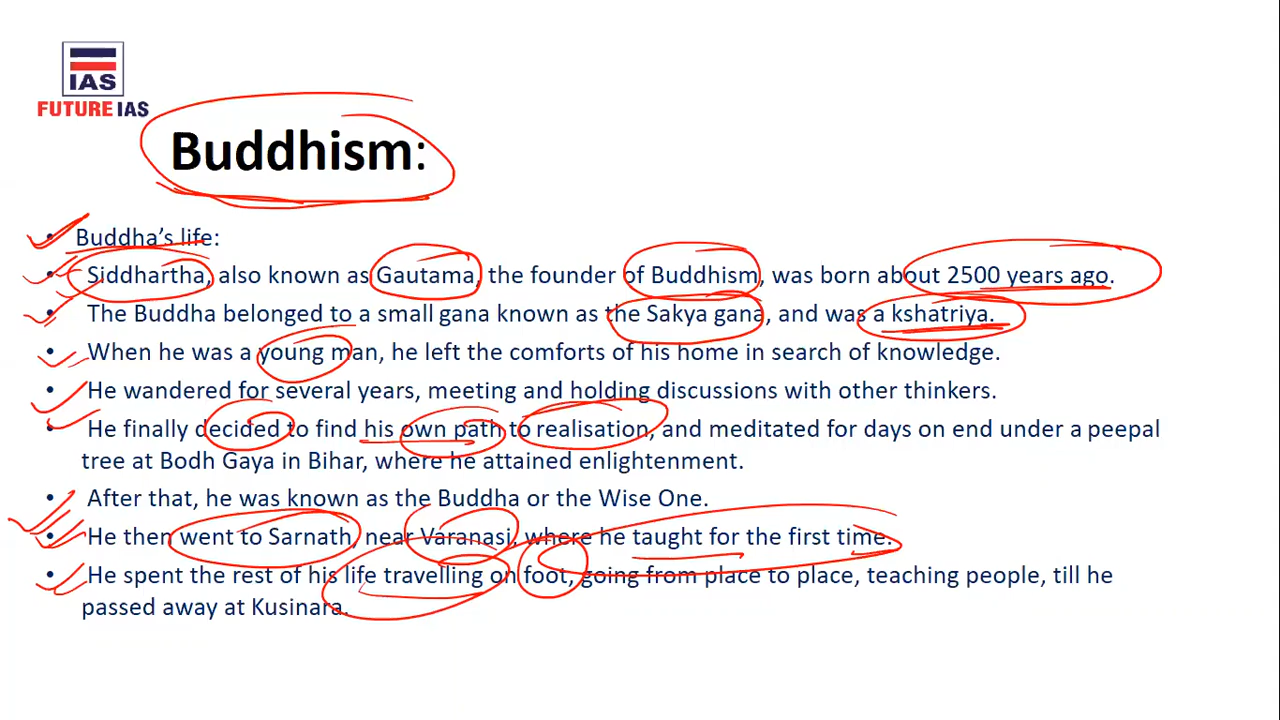 IAS
FUTURE IAS
Buddhism:
• Buddha's life:
• Siddhartha, also known as Gautama, the founder of Buddhism, was born about 2500 years ago.
• The Buddha belonged to a small gana known as the Sakya gana, and was a kshatriya.
• When he was a young man, he left the comforts of his home in search of knowledge.
• He wandered for several years, meeting and holding discussions with other thinkers.
• He finally decided to find his own path to realisation, and meditated for days on end under a peepal
tree at Bodh Gaya in Bihar, where he attained enlightenment.
• After that, he was known as the Buddha or the Wise One.
• He then went to Sarnath, near Varanasi, where he taught for the first time.
• He spent the rest of his life travelling on foot, going from place to place, teaching people, till he
passed away at Kusinara.